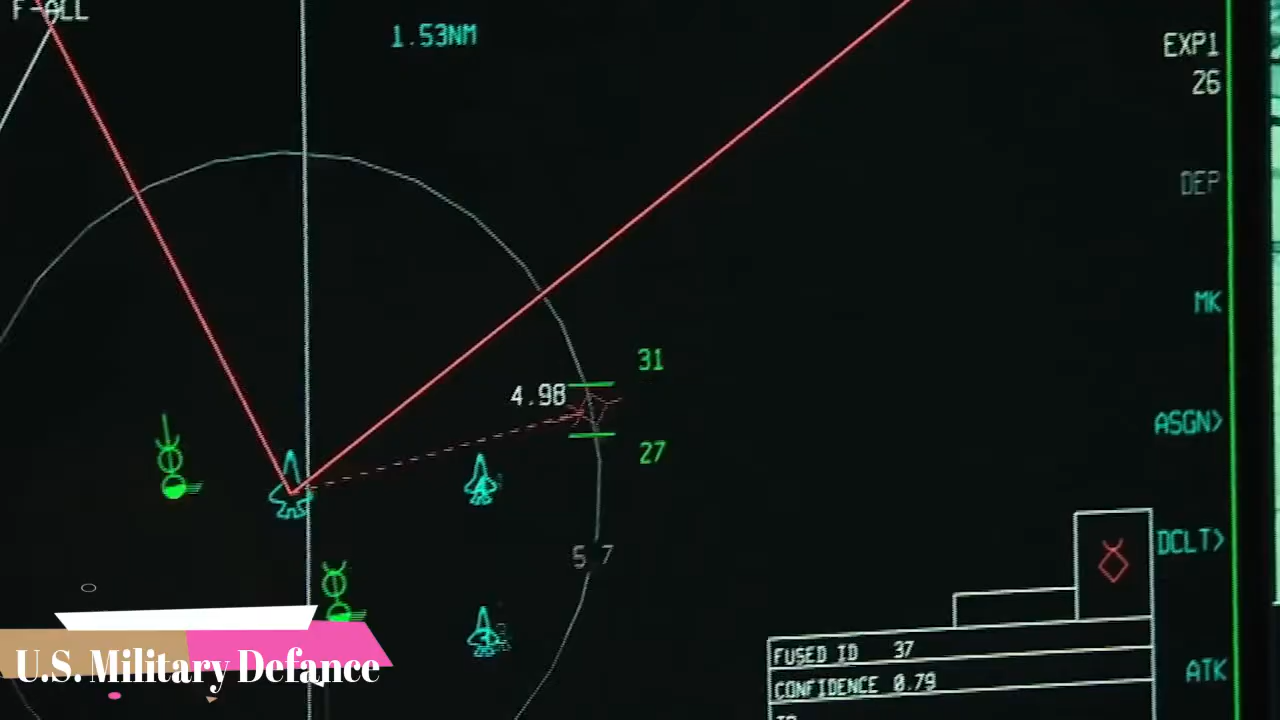 F-ALL
1.53NM
EXP1
26
DEP
MK
31
4.98
27
ASGN>
DCLT>
5.7
FUSED ID 37
CONFIDENCE 0.79
ATK
U.S. Military Defance